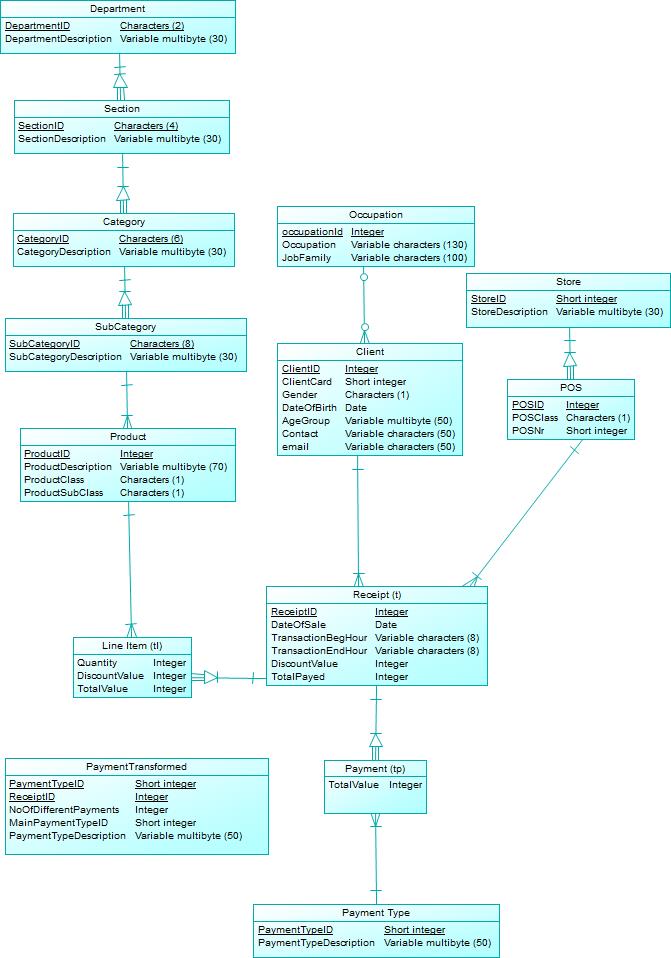 Department
DepartmentID Characters (2)
DepartmentDescription Variable multibyte (30)
Section
SectionID Characters (4)
SectionDescription Variable multibyte (30)
Category
CategoryID Characters (6)
CategoryDescription Variable multibyte (30)
SubCategory
SubCategoryID Characters (8)
SubCategoryDescription Variable multibyte (30)
Product
ProductID Integer
ProductDescription Variable multibyte (70)
ProductClass Characters (1)
ProductSubClass Characters (1)
Occupation
occupationId Integer
Occupation Variable characters (130)
JobFamily Variable characters (100)
Client
ClientID Integer
ClientCard Short integer
Gender Characters (1)
DateOfBirth Date
AgeGroup Variable multibyte (50)
Contact Variable characters (50)
email Variable characters (50)
Store
StoreID Short integer
StoreDescription Variable multibyte (30)
POS
POSID Integer
POSClass Characters (1)
POSNr Short integer
Receipt (t)
ReceiptID Integer
DateOfSale Date
TransactionBegHour Variable characters (8)
TransactionEndHour Variable characters (8)
DiscountValue Integer
TotalPayed Integer
Line Item (tl)
Quantity Integer
DiscountValue Integer
TotalValue Integer
PaymentTransformed
PaymentTypeID Short integer
ReceiptID Integer
NoOfDifferentPayments Integer
MainPaymentTypeID Short integer
PaymentTypeDescription Variable multibyte (50)
Payment (tp)
TotalValue Integer
Payment Type
PaymentTypeID Short integer
PaymentTypeDescription Variable multibyte (50)